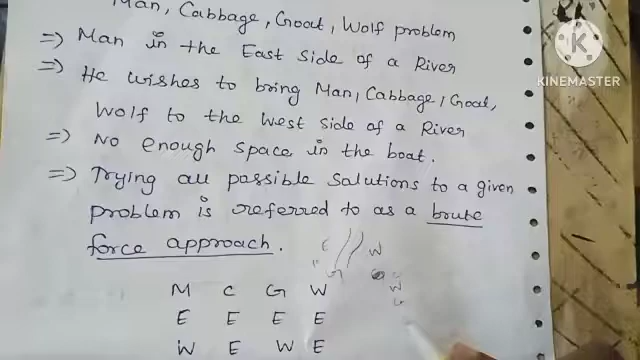 Man, Cabbage, Goat, Wolf problem
=) Man in the East side of a River
=) He wishes to bring Man, Cabbage, Goat,
Wolf to the West side of a River
=) No enough space in the boat.
=) Trying all possible solutions to a given
problem is referred to as a brute
force approach.
E W
G W
G
M C G W
E E E E
W E W E
KINEMASTER